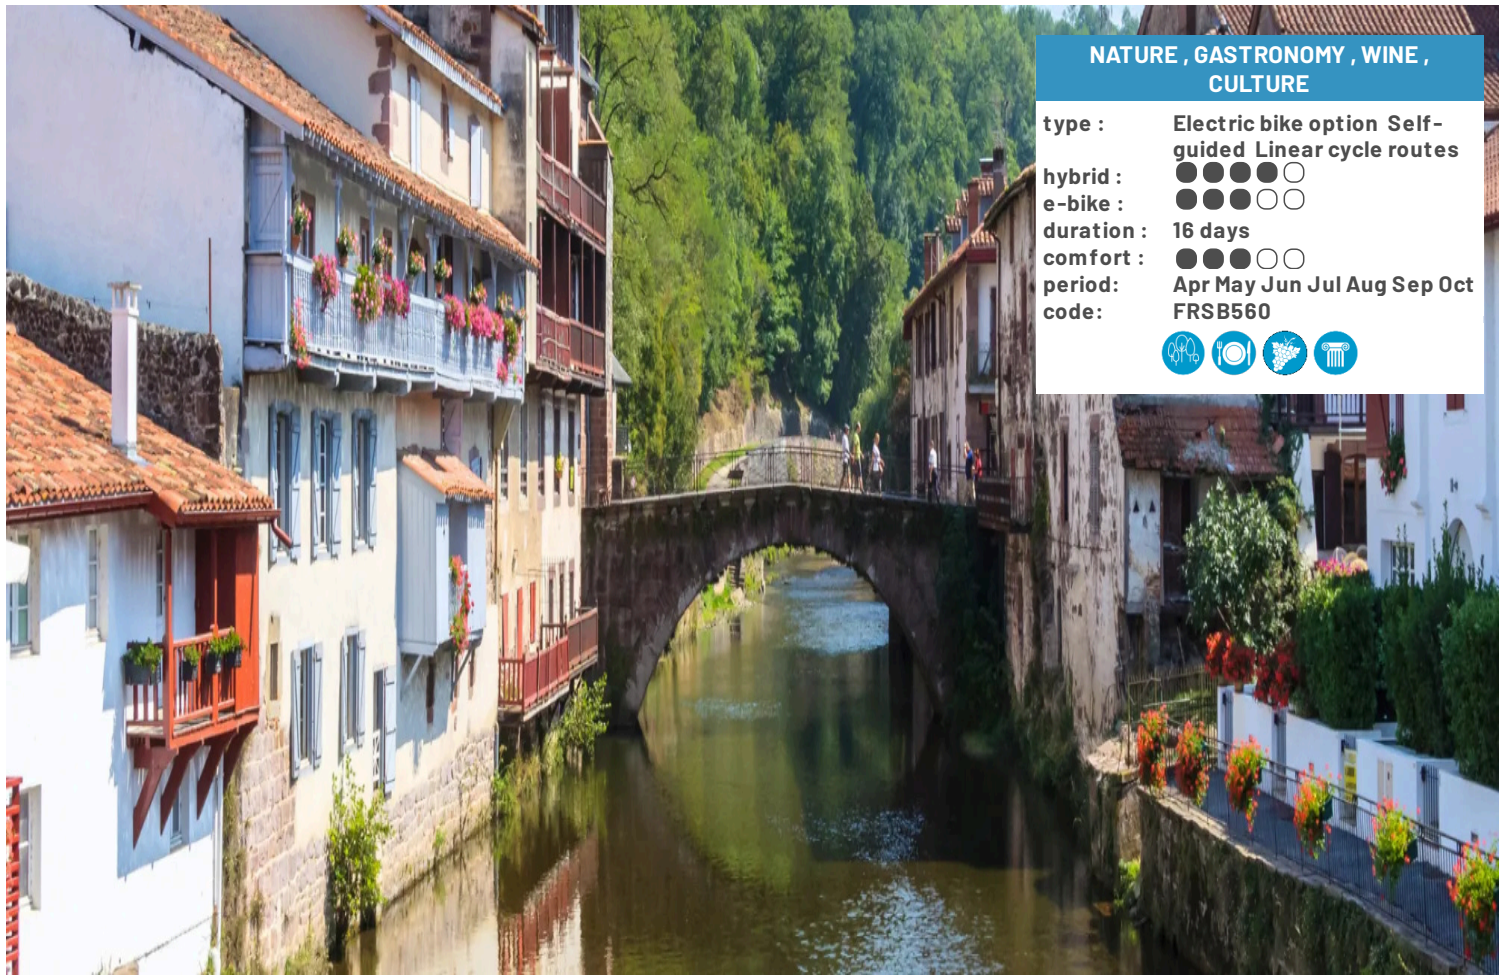 NATURE , GASTRONOMY , WINE ,
CULTURE
type : Electric bike option Self-
guided Linear cycle routes
hybrid :
e-bike :
duration : 16 days
comfort :
period: Apr May Jun Jul Aug Sep Oct
code: FRSB560